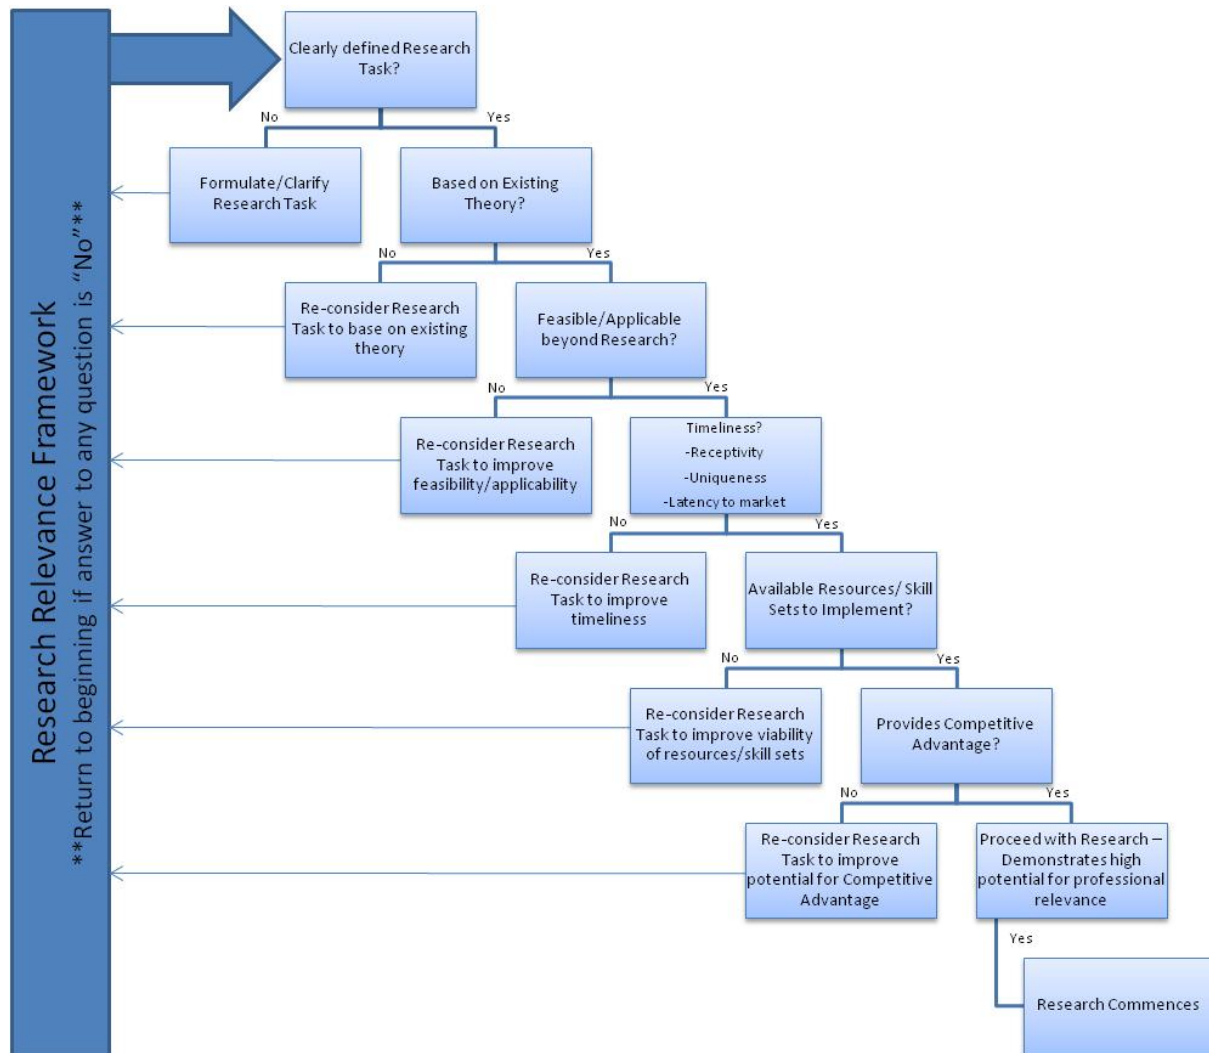 Research Relevance Framework
**Return to beginning if answer to any question is “No”**
Clearly defined Research
Task?
No
Yes
Formulate/Clarify
Research Task
Based on Existing
Theory?
No
Yes
Re-consider Research
Task to base on existing
theory
Feasible/Applicable
beyond Research?
No
Yes
Re-consider Research
Task to improve
feasibility/applicability
Timeliness?
-Receptivity
-Uniqueness
-Latency to market
No
Yes
Re-consider Research
Task to improve
timeliness
Available Resources/ Skill
Sets to Implement?
No
Yes
Re-consider Research
Task to improve viability
of resources/skill sets
Provides Competitive
Advantage?
No
Yes
Re-consider Research
Task to improve
potential for Competitive
Advantage
Proceed with Research –
Demonstrates high
potential for professional
relevance
Yes
Research Commences